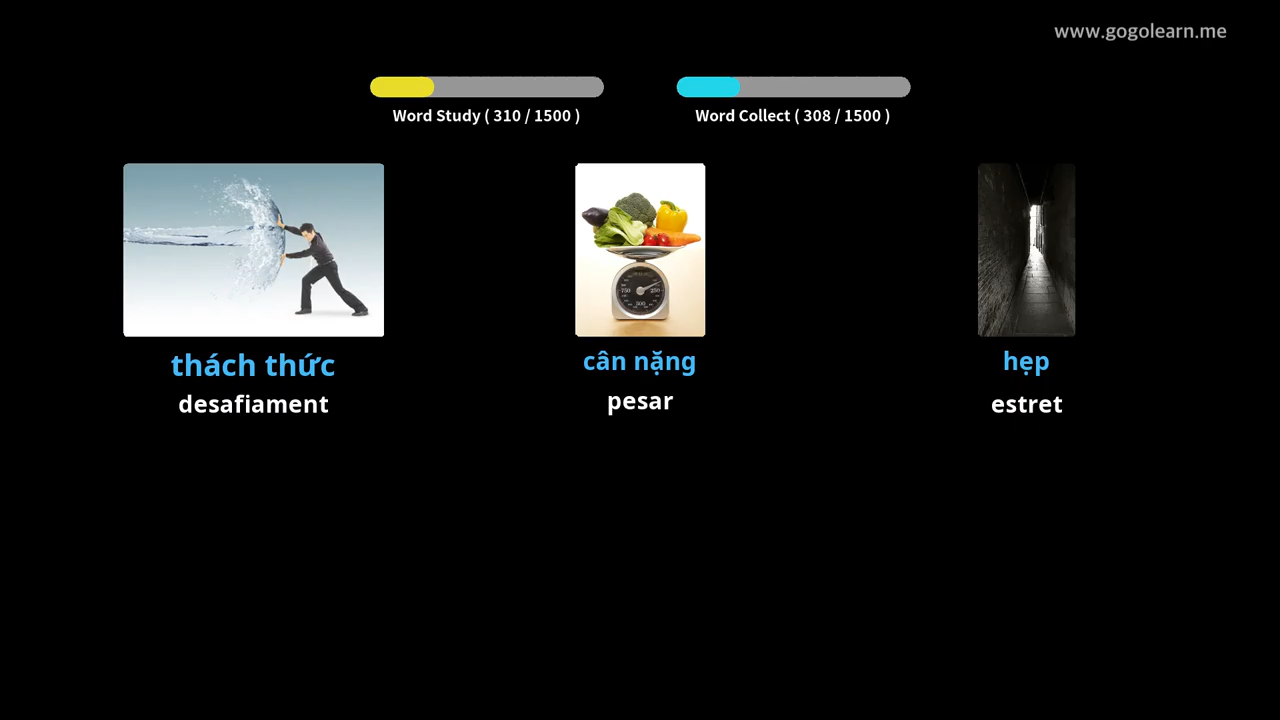 www.gogolearn.me
Word Study ( 310 / 1500 )
Word Collect ( 308 / 1500 )
thách thức
cân nặng
hẹp
desafiament
pesar
estret